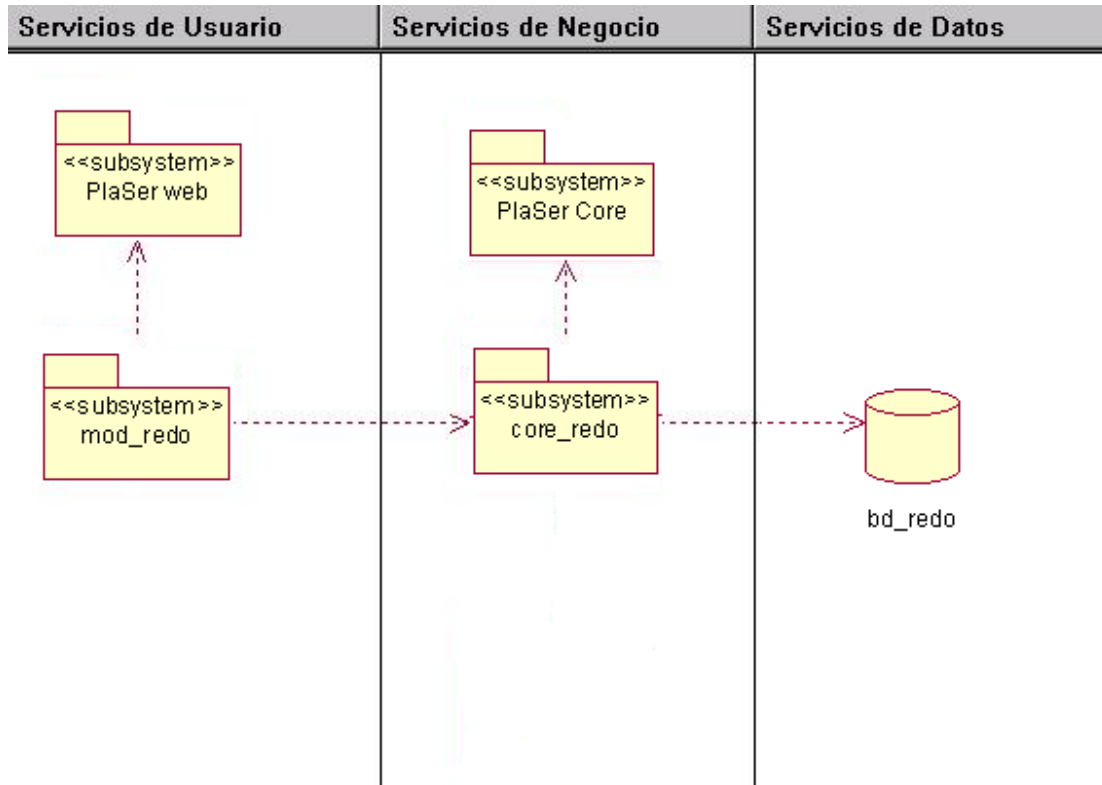 Servicios de Usuario
Servicios de Negocio
Servicios de Datos
<<subsystem>>
PlaSer web
<<subsystem>>
PlaSer Core
<<subsystem>>
mod_redo
<<subsystem>>
core_redo
bd_redo